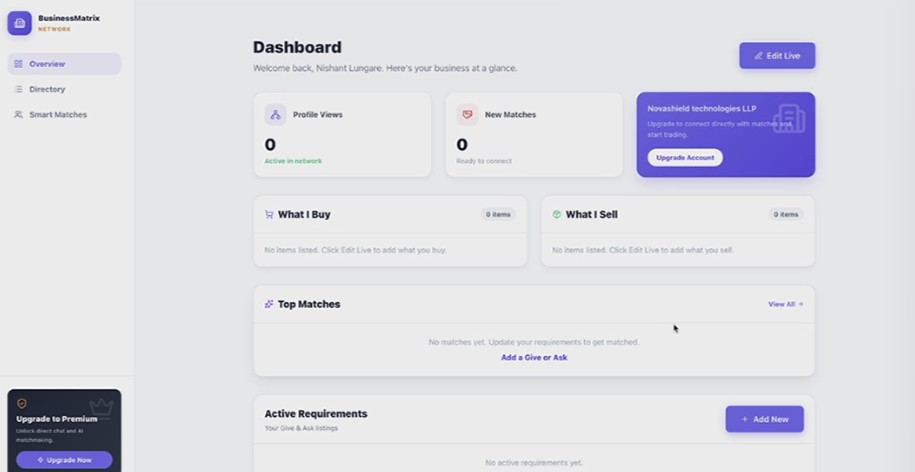 BusinessMatrix
NETWORK
Overview
Directory
Smart Matches
Upgrade to Premium
Unlock direct chat and AI
matchmaking.
Upgrade Now
Dashboard
Welcome back, Nishant Lungare. Here's your business at a glance.
Edit Live
Profile Views
0
Active in network
New Matches
0
Ready to connect
Novashield technologies LLP
Upgrade to connect directly with matches and
start trading.
Upgrade Account
What I Buy
0 items
No items listed. Click Edit Live to add what you buy.
What I Sell
0 items
No items listed. Click Edit Live to add what you sell.
Top Matches
View All →
No matches yet. Update your requirements to get matched.
Add a Give or Ask
Active Requirements
Your Give & Ask listings
+ Add New
No active requirements yet.